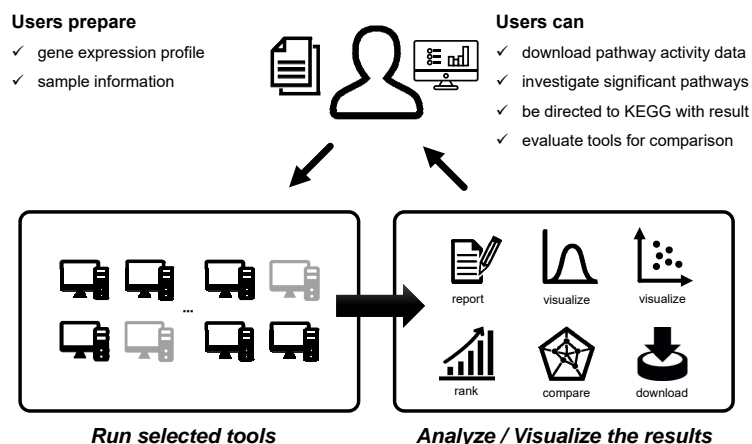 Users prepare
✓ gene expression profile
✓ sample information
Users can
✓ download pathway activity data
✓ investigate significant pathways
✓ be directed to KEGG with result
✓ evaluate tools for comparison
...
report
visualize
visualize
rank
compare
download
Run selected tools
Analyze / Visualize the results